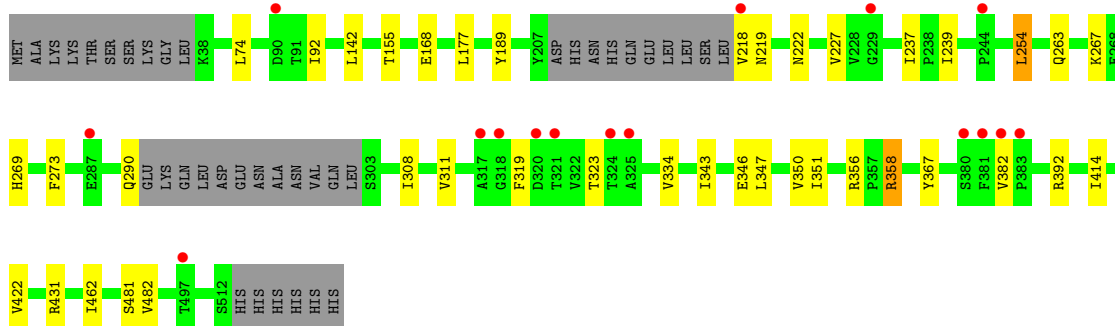 MET ALA LYS LYS THR SER SER LYS GLY LEU K38 L74 D90 T91 I92 L142 T155 E168 L177 Y189 Y207 ASP HIS ASN HIS GLN GLU LEU LEU SER LEU V218 N219 N222 V227 V228 G229 I237 P238 I239 P244 L254 Q263 K267
H269 F273 E287 Q290 GLU LYS GLN LEU ASP GLU ASN ALA ASN VAL GLN LEU S303 I308 V311 A317 G318 F319 D320 T321 V322 T323 T324 A325 V334 I343 E346 L347 V350 I351 R356 P357 R358 Y367 S380 F381 V382 P383 R392 I414
V422 R431 I462 S481 V482 T497 S512 HIS HIS HIS HIS HIS HIS